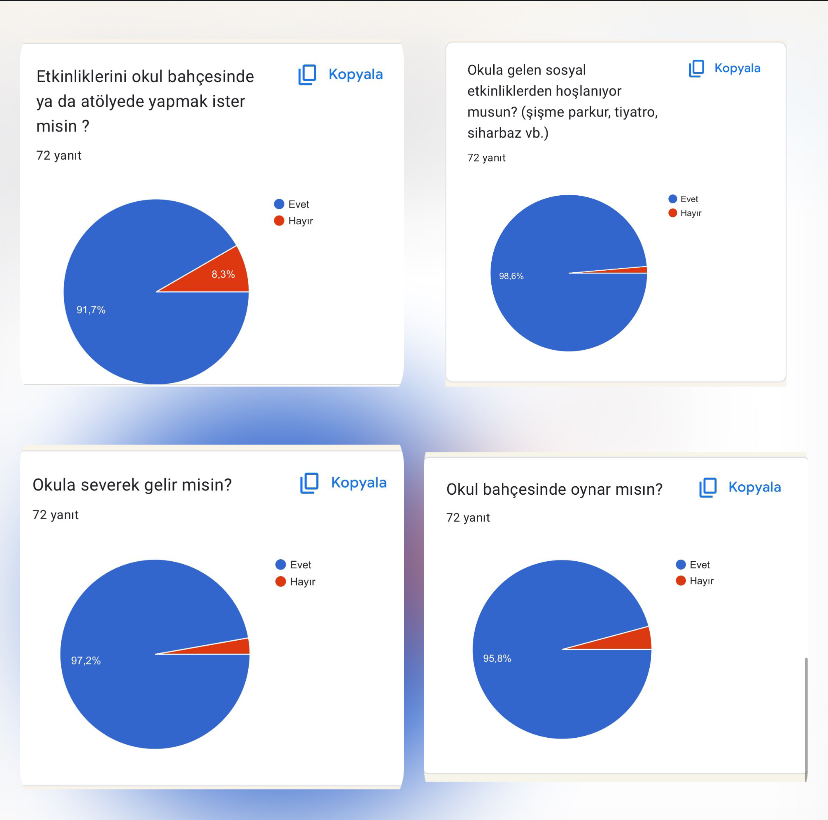 Etkinliklerini okul bahçesinde
ya da atölyede yapmak ister
misin ?
Kopyala
72 yanıt
Evet
Hayır
8,3%
91,7%
Okula gelen sosyal
etkinliklerden hoşlanıyor
musun? (şişme parkur, tiyatro,
siharbaz vb.)
Kopyala
72 yanıt
Evet
Hayır
98,6%
Okula severek gelir misin?
Kopyala
72 yanıt
Evet
Hayır
97,2%
Okul bahçesinde oynar mısın?
Kopyala
72 yanıt
Evet
Hayır
95,8%